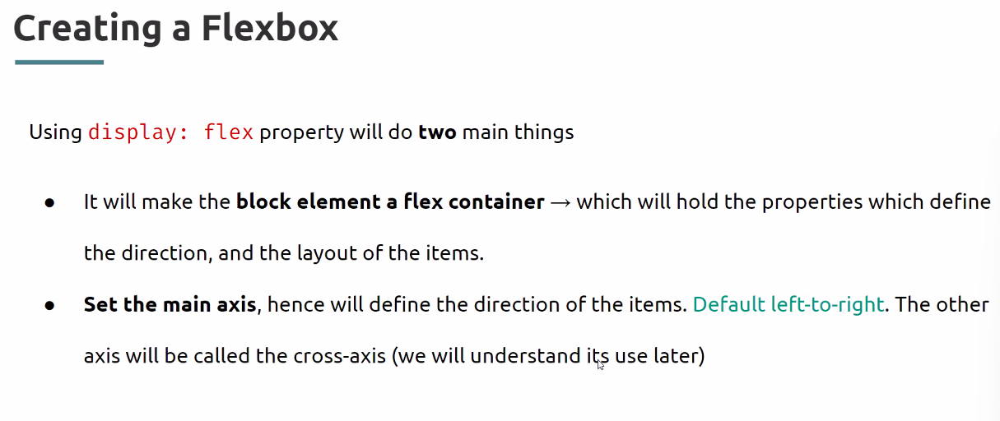 Creating a Flexbox
Using display: flex property will do two main things
● It will make the block element a flex container → which will hold the properties which define
the direction, and the layout of the items.
● Set the main axis, hence will define the direction of the items. Default left-to-right. The other
axis will be called the cross-axis (we will understand its use later)